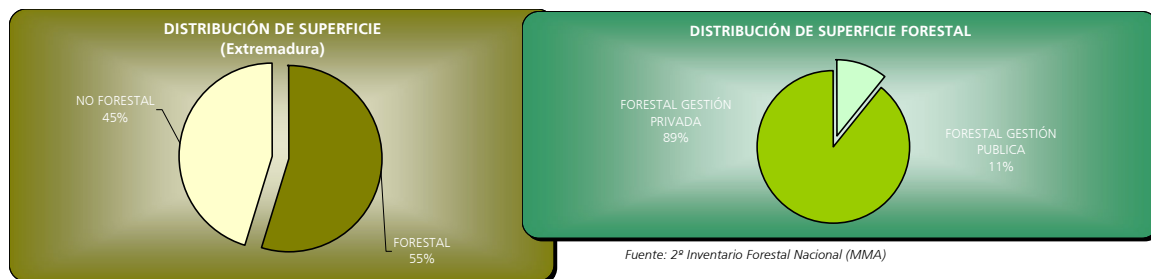 DISTRIBUCIÓN DE SUPERFICIE
(Extremadura)
NO FORESTAL
45%
FORESTAL
55%
DISTRIBUCIÓN DE SUPERFICIE FORESTAL
FORESTAL GESTIÓN
PRIVADA
89%
FORESTAL GESTIÓN
PUBLICA
11%
Fuente: 2º Inventario Forestal Nacional (MMA)